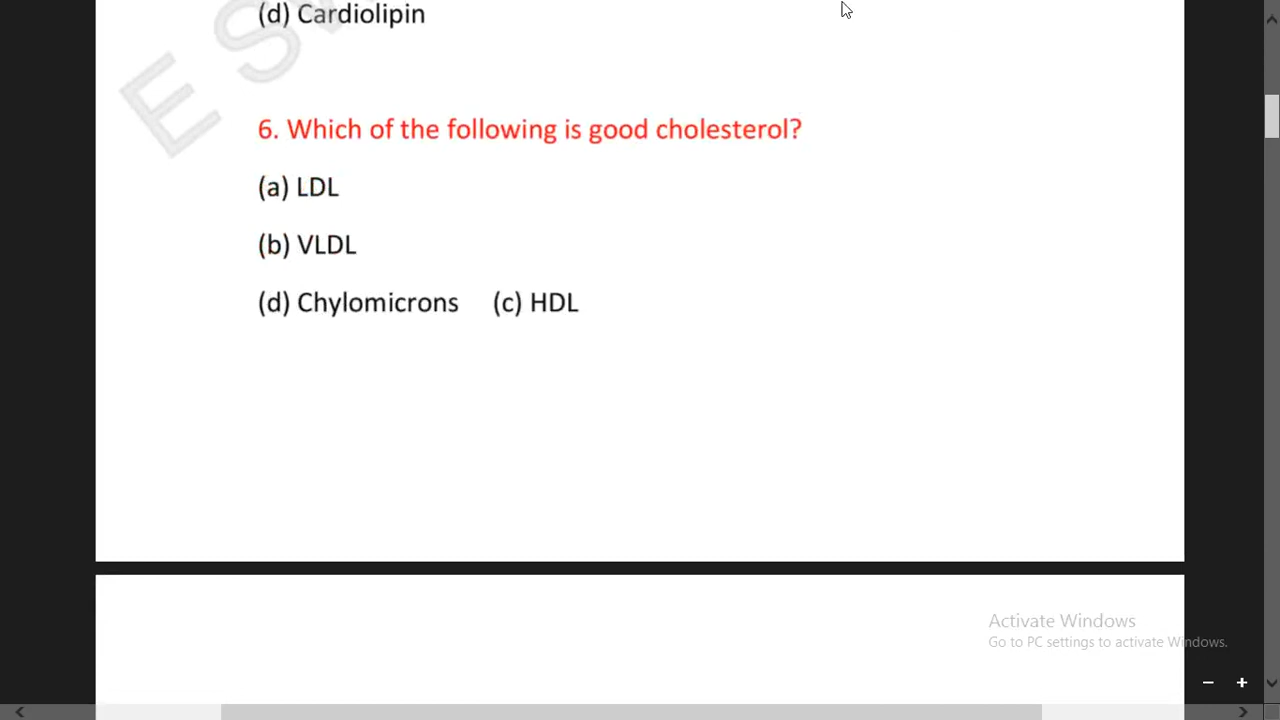 (d) Cardiolipin
E S
6. Which of the following is good cholesterol?
(a) LDL
(b) VLDL
(d) Chylomicrons (c) HDL
Activate Windows
Go to PC settings to activate Windows.